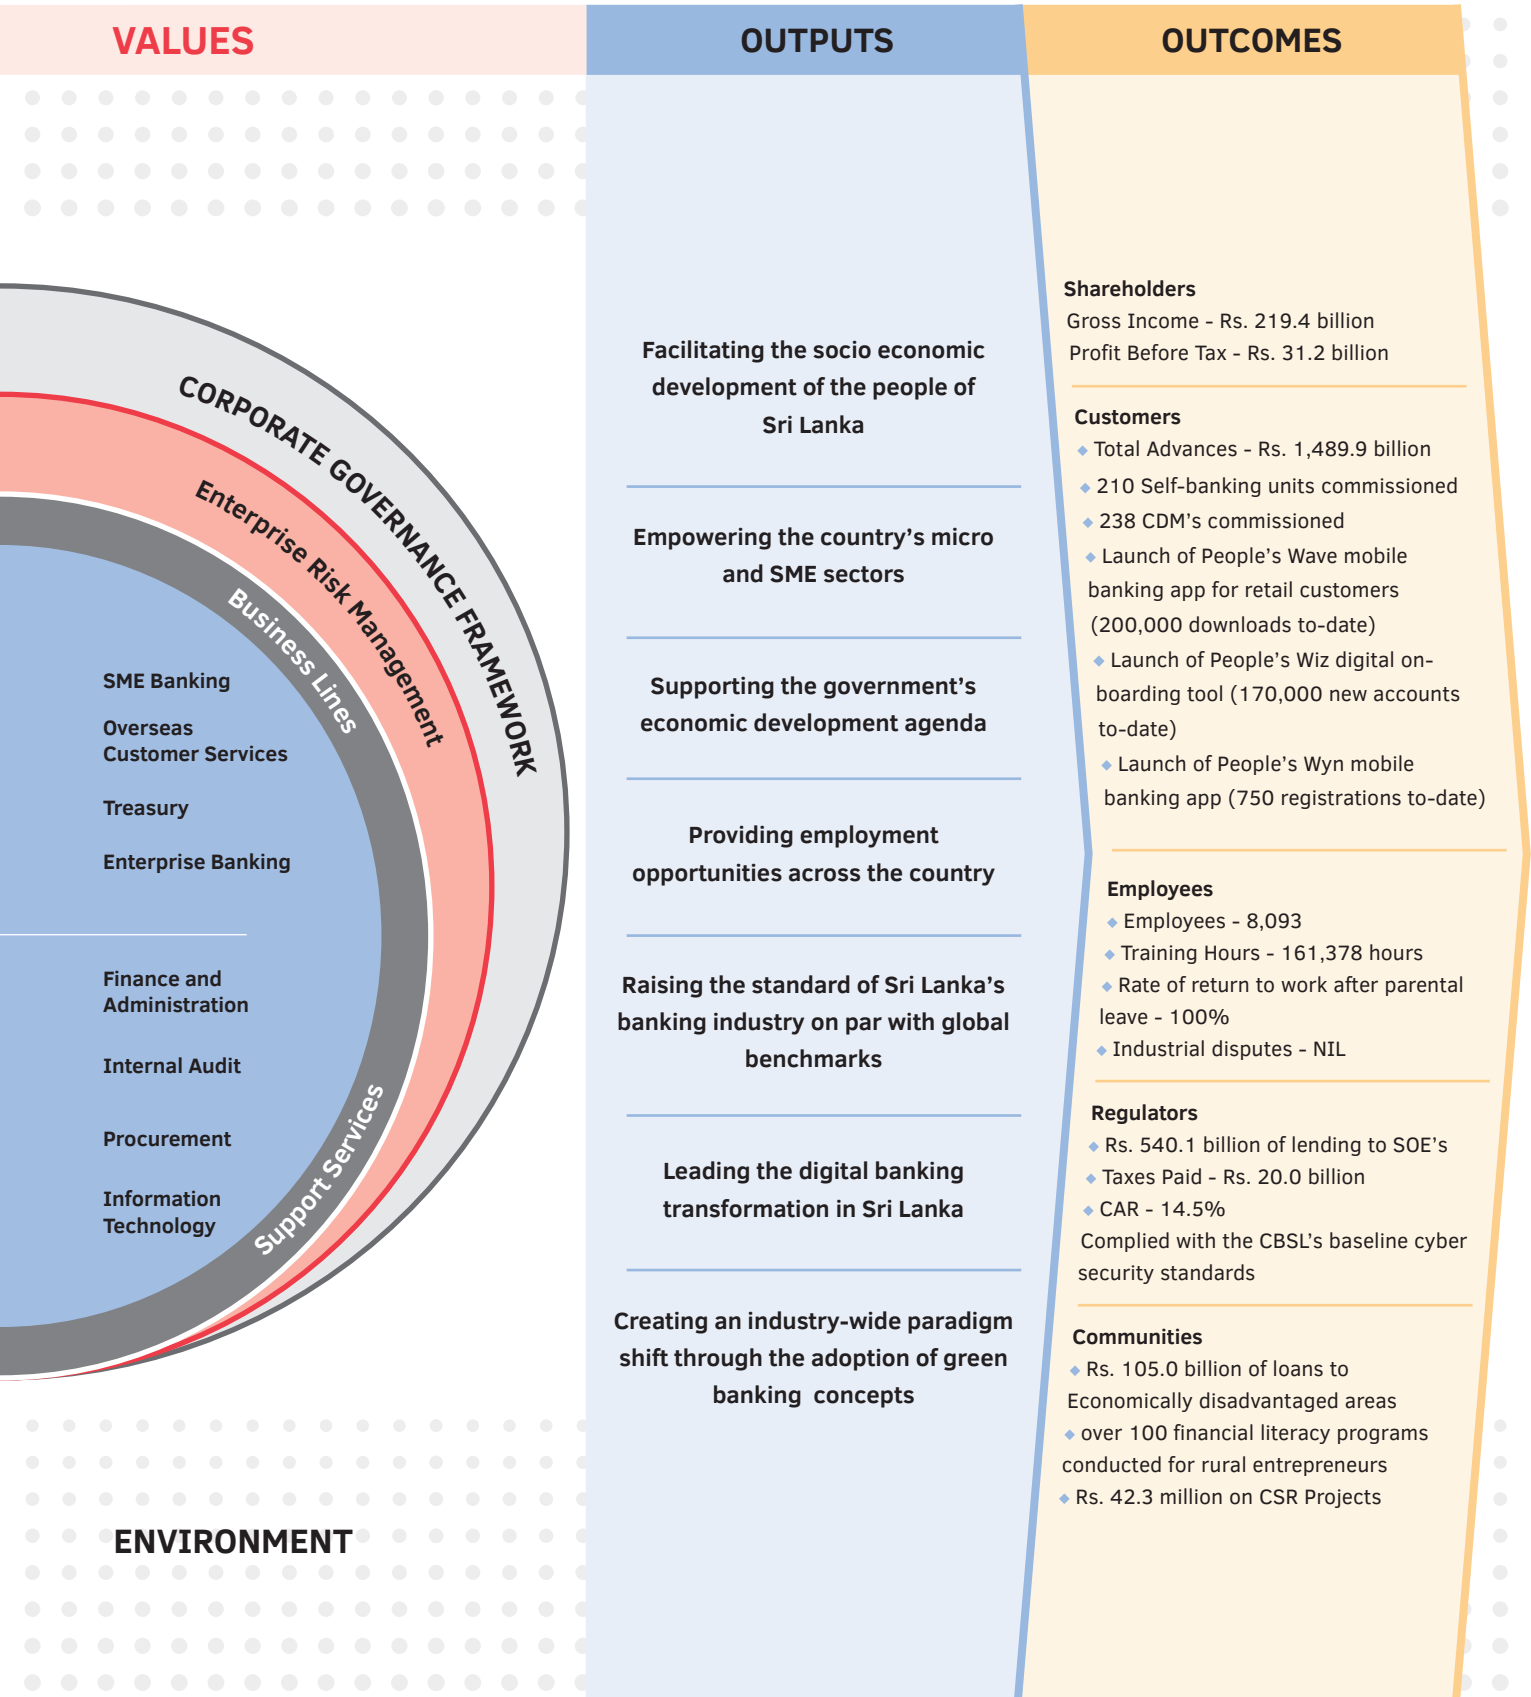 VALUES
CORPORATE GOVERNANCE FRAMEWORK
Enterprise Risk Management
Business Lines
SME Banking
Overseas
Customer Services
Treasury
Enterprise Banking
Finance and
Administration
Internal Audit
Procurement
Information
Technology
Support Services
ENVIRONMENT
OUTPUTS
Facilitating the socio economic
development of the people of
Sri Lanka
Empowering the country’s micro
and SME sectors
Supporting the government’s
economic development agenda
Providing employment
opportunities across the country
Raising the standard of Sri Lanka’s
banking industry on par with global
benchmarks
Leading the digital banking
transformation in Sri Lanka
Creating an industry-wide paradigm
shift through the adoption of green
banking concepts
OUTCOMES
Shareholders
Gross Income - Rs. 219.4 billion
Profit Before Tax - Rs. 31.2 billion
Customers
◆ Total Advances - Rs. 1,489.9 billion
◆ 210 Self-banking units commissioned
◆ 238 CDM’s commissioned
◆ Launch of People’s Wave mobile
banking app for retail customers
(200,000 downloads to-date)
◆ Launch of People’s Wiz digital on-
boarding tool (170,000 new accounts
to-date)
◆ Launch of People’s Wyn mobile
banking app (750 registrations to-date)
Employees
◆ Employees - 8,093
◆ Training Hours - 161,378 hours
◆ Rate of return to work after parental
leave - 100%
◆ Industrial disputes - NIL
Regulators
◆ Rs. 540.1 billion of lending to SOE’s
◆ Taxes Paid - Rs. 20.0 billion
◆ CAR - 14.5%
Complied with the CBSL’s baseline cyber
security standards
Communities
◆ Rs. 105.0 billion of loans to
Economically disadvantaged areas
◆ over 100 financial literacy programs
conducted for rural entrepreneurs
◆ Rs. 42.3 million on CSR Projects